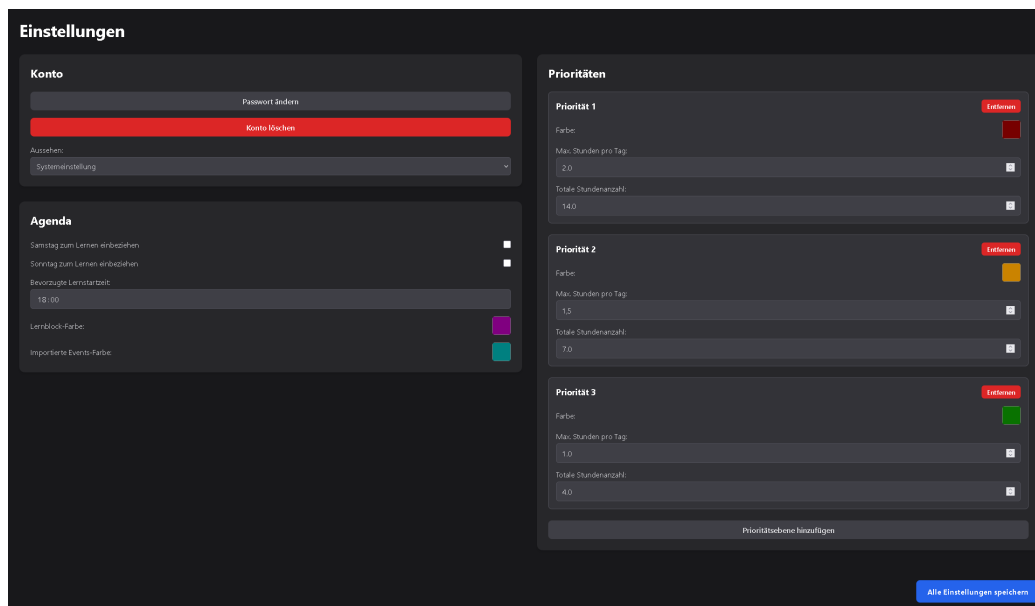 Einstellungen
Konto
Passwort ändern
Konto löschen
Aussehen:
Systemeinstellung
Agenda
Samstag zum Lernen einbeziehen
Sonntag zum Lernen einbeziehen
Bevorzugte Lernstartzeit:
18:00
Lernblock-Farbe:
Importierte Events-Farbe:
Prioritäten
Priorität 1
Entfernen
Farbe:
Max. Stunden pro Tag:
2.0
Totale Stundenanzahl:
14.0
Priorität 2
Entfernen
Farbe:
Max. Stunden pro Tag:
1,5
Totale Stundenanzahl:
7.0
Priorität 3
Entfernen
Farbe:
Max. Stunden pro Tag:
1.0
Totale Stundenanzahl:
4.0
Prioritätsebene hinzufügen
Alle Einstellungen speichern